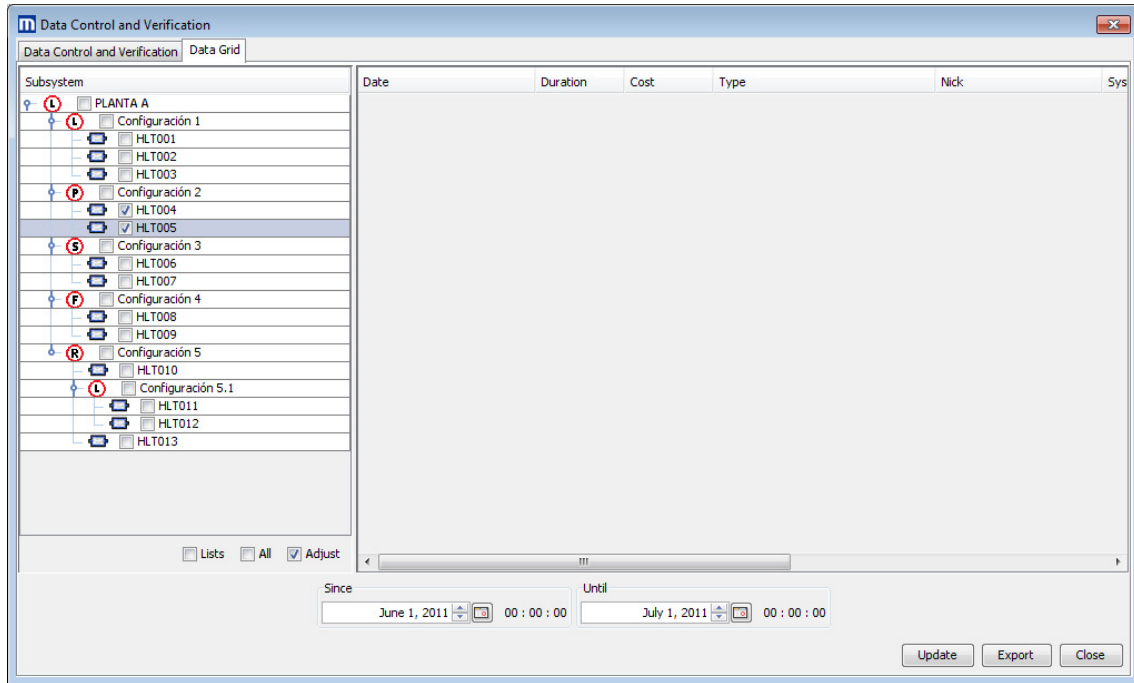 Data Control and Verification
Data Control and Verification Data Grid
Subsystem
Date Duration Cost Type Nick Sys
L PLANTA A
L Configuración 1
HLT001
HLT002
HLT003
P Configuración 2
HLT004
HLT005
S Configuración 3
HLT006
HLT007
F Configuración 4
HLT008
HLT009
R Configuración 5
HLT010
L Configuración 5.1
HLT011
HLT012
HLT013
Lists All Adjust
Since Until
June 1, 2011 00 : 00 : 00 July 1, 2011 00 : 00 : 00
Update Export Close